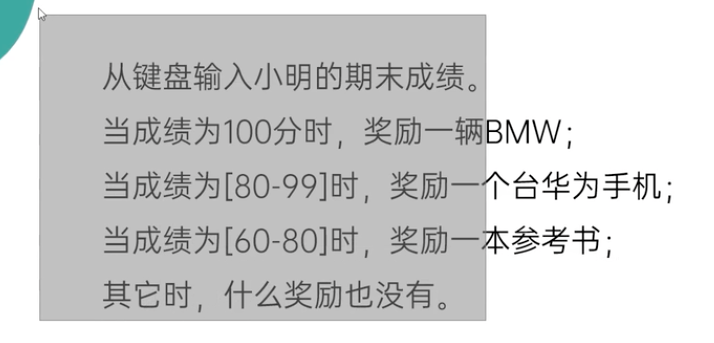 从键盘输入小明的期末成绩。
当成绩为100分时，奖励一辆BMW；
当成绩为[80-99]时，奖励一个台华为手机；
当成绩为[60-80]时，奖励一本参考书；
其它时，什么奖励也没有。